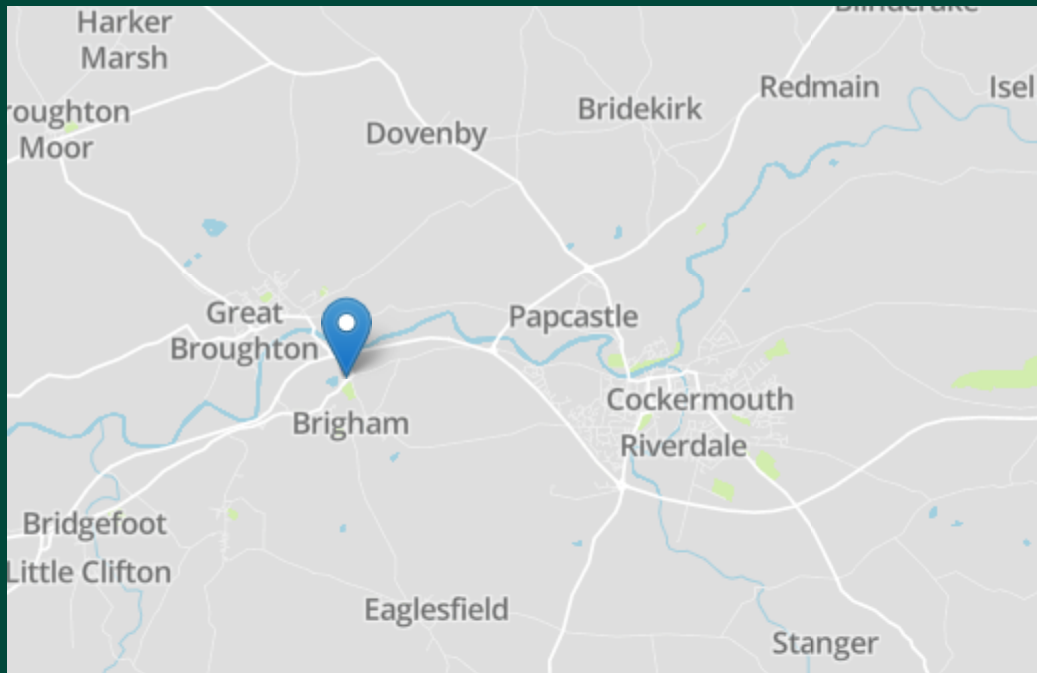 Harker
Marsh
Redmain
Isel
Bridekirk
roughton
Moor
Dovenby
Great
Broughton
Papcastle
Cockermouth
Brigham
Riverdale
Bridgefoot
Little Clifton
Eaglesfield
Stanger